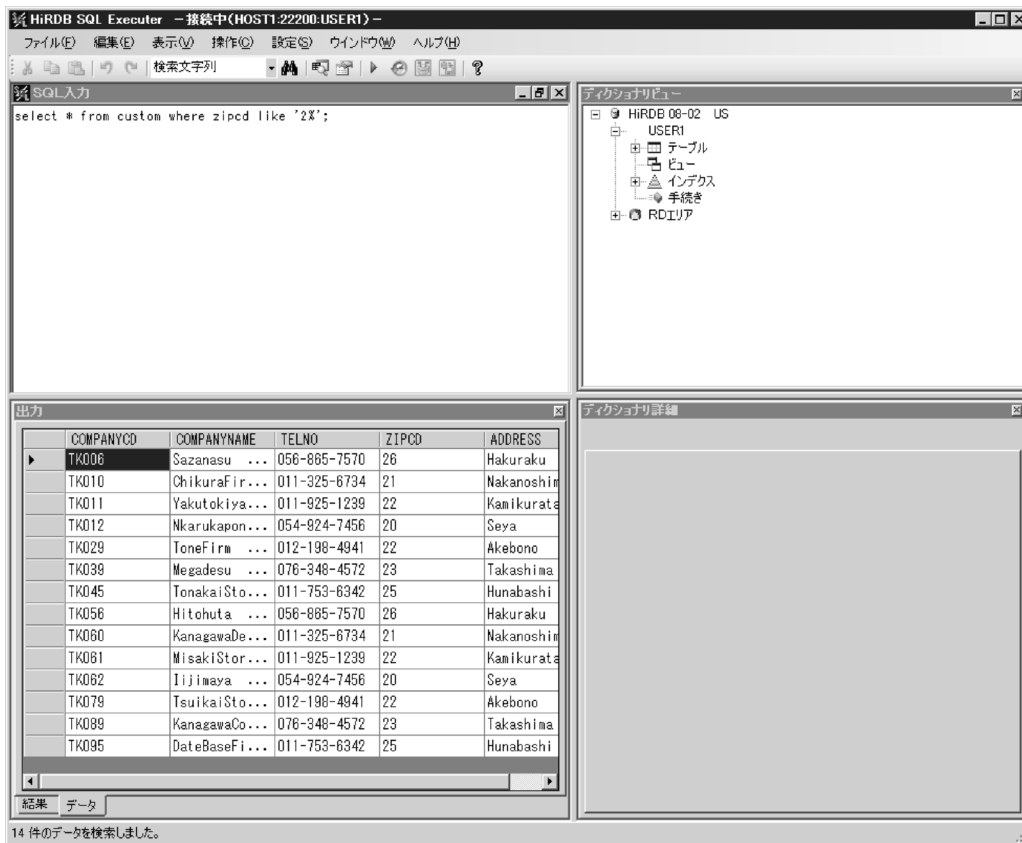 HiRDB SQL Executer －接続中(HOST1:22200:USER1)－
ファイル(F) 編集(E) 表示(V) 操作(C) 設定(S) ウインドウ(W) ヘルプ(H)
検索文字列
SQL入力
select * from custom where zipcd like '2%';
ディクショナリビュー
HiRDB 08-02 US
USER1
テーブル
ビュー
インデクス
手続き
RDエリア
出力
COMPANYCD COMPANYNAME TELNO ZIPCD ADDRESS
TK006 Sazanasu ... 056-865-7570 26 Hakuraku
TK010 ChikuraFir... 011-325-6734 21 Nakanoshim
TK011 Yakutokiya... 011-925-1239 22 Kamikurata
TK012 Nkarukapon... 054-924-7456 20 Seya
TK029 ToneFirm ... 012-198-4941 22 Akebono
TK039 Megadesu ... 076-348-4572 23 Takashima
TK045 TonakaiSto... 011-753-6342 25 Hunabashi
TK056 Hitohuta ... 056-865-7570 26 Hakuraku
TK060 KanagawaDe... 011-325-6734 21 Nakanoshim
TK061 MisakiStor... 011-925-1239 22 Kamikurata
TK062 Iijimaya ... 054-924-7456 20 Seya
TK079 TsuikaiSto... 012-198-4941 22 Akebono
TK089 KanagawaCo... 076-348-4572 23 Takashima
TK095 DateBaseFi... 011-753-6342 25 Hunabashi
結果 データ
ディクショナリ詳細
14 件のデータを検索しました。